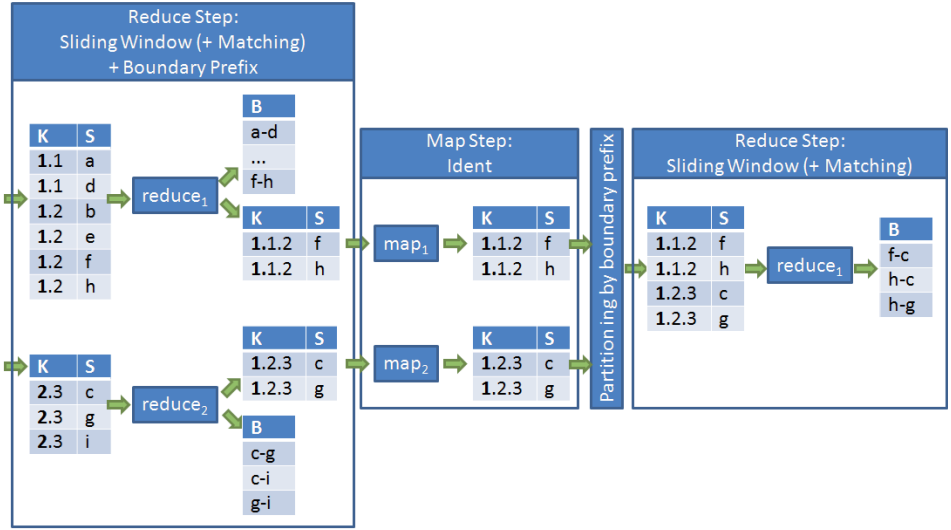 Reduce Step:
Sliding Window (+ Matching)
+ Boundary Prefix
K S
1.1 a
1.1 d
1.2 b
1.2 e
1.2 f
1.2 h
reduce1
B
a-d
...
f-h
K S
1.1.2 f
1.1.2 h
K S
2.3 c
2.3 g
2.3 i
reduce2
K S
1.2.3 c
1.2.3 g
B
c-g
c-i
g-i
Map Step:
Ident
map1
K S
1.1.2 f
1.1.2 h
map2
K S
1.2.3 c
1.2.3 g
Partition ing by boundary prefix
Reduce Step:
Sliding Window (+ Matching)
K S
1.1.2 f
1.1.2 h
1.2.3 c
1.2.3 g
reduce1
B
f-c
h-c
h-g